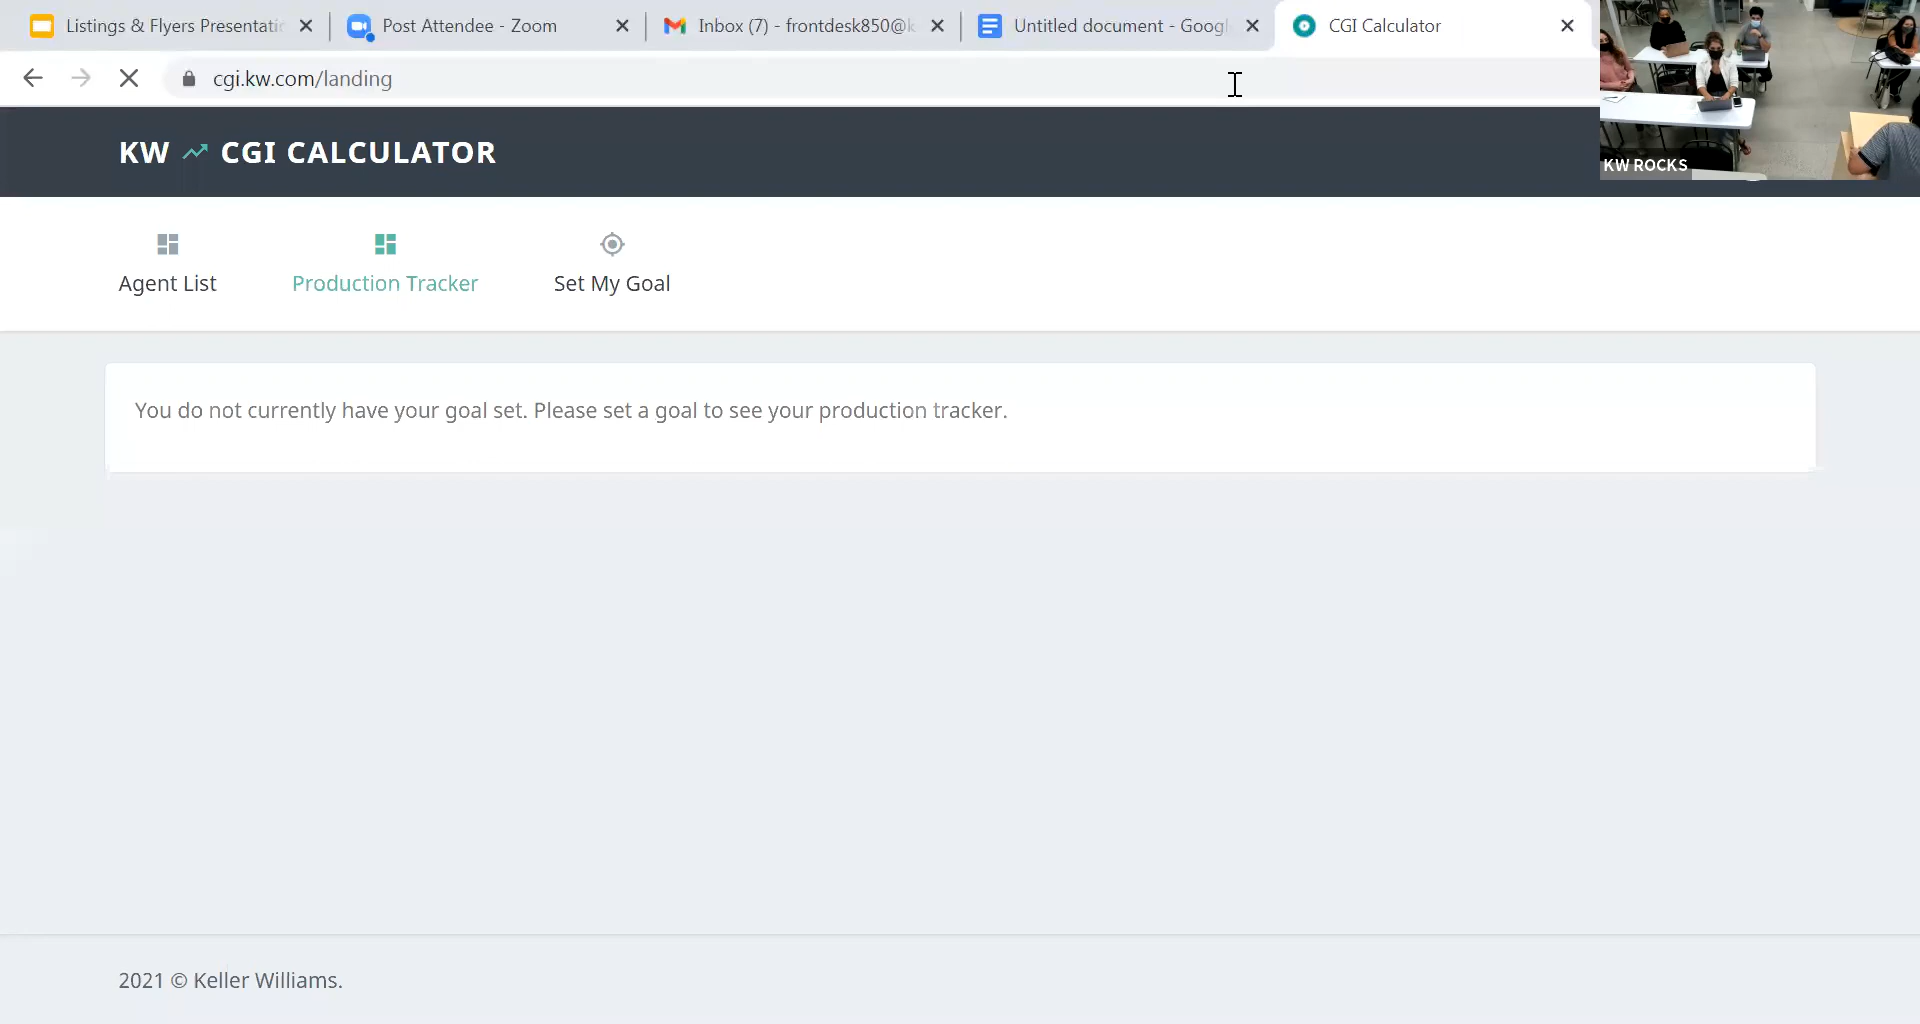 Listings & Flyers Presentati
Post Attendee - Zoom
Inbox (7) - frontdesk850@k
Untitled document - Googl
CGI Calculator
cgi.kw.com/landing
KW CGI CALCULATOR
KW ROCKS
Agent List
Production Tracker
Set My Goal
You do not currently have your goal set. Please set a goal to see your production tracker.
2021 © Keller Williams.